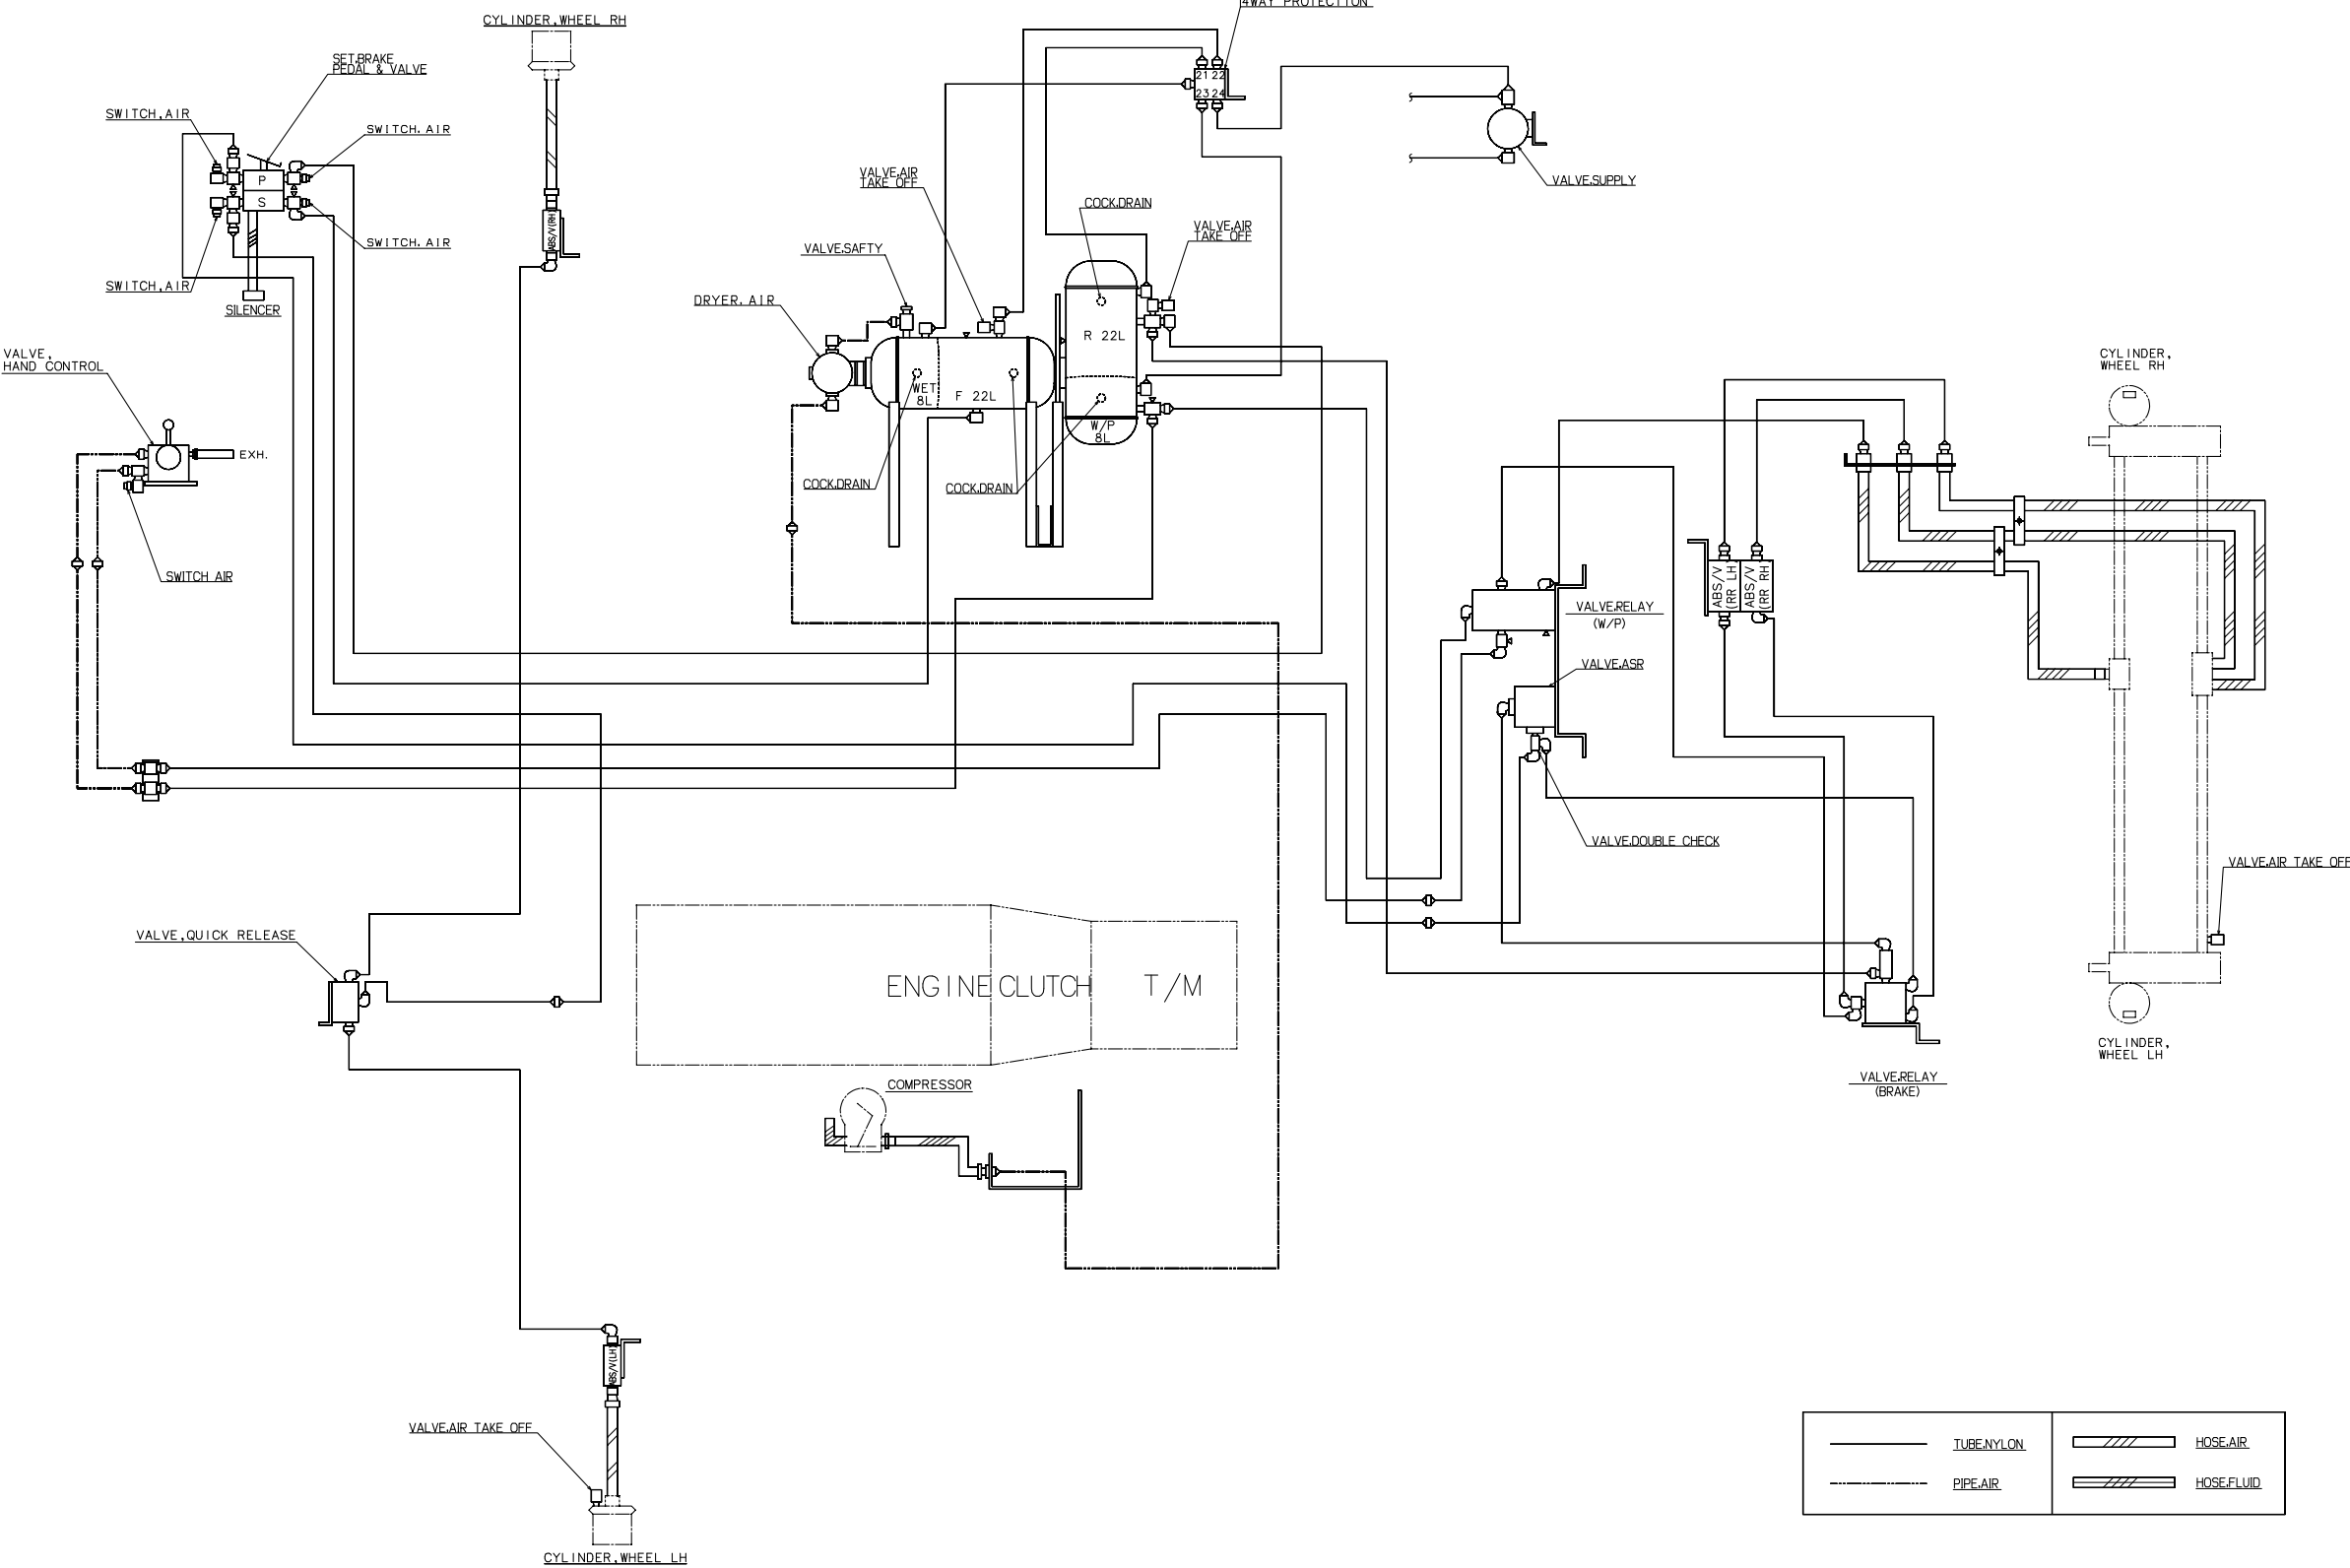 4WAY PROTECTION
CYLINDER,WHEEL RH
SET.BRAKE
PEDAL & VALVE
SWITCH,AIR
SWITCH. AIR
P
S
SWITCH. AIR
SWITCH,AIR
SILENCER
ABS/V(RH)
21 22
23 24
VALVE.SUPPLY
VALVE.AIR
TAKE OFF
COCK.DRAIN
VALVE.AIR
TAKE OFF
VALVE.SAFTY
DRYER. AIR
R 22L
WET
8L
F 22L
W/P
8L
COCK.DRAIN
COCK.DRAIN
VALVE,
HAND CONTROL
EXH.
SWITCH AIR
CYLINDER,
WHEEL RH
ABS/V
(RR LH)
ABS/V
(RR RH)
VALVE.RELAY
(W/P)
VALVE.ASR
VALVE.DOUBLE CHECK
VALVE.AIR TAKE OFF
VALVE,QUICK RELEASE
ENGINE
CLUTCH
T/M
CYLINDER,
WHEEL LH
VALVE.RELAY
(BRAKE)
COMPRESSOR
ABS/V(LH)
VALVE.AIR TAKE OFF
CYLINDER,WHEEL LH
TUBE.NYLON
HOSE.AIR
PIPE.AIR
HOSE.FLUID